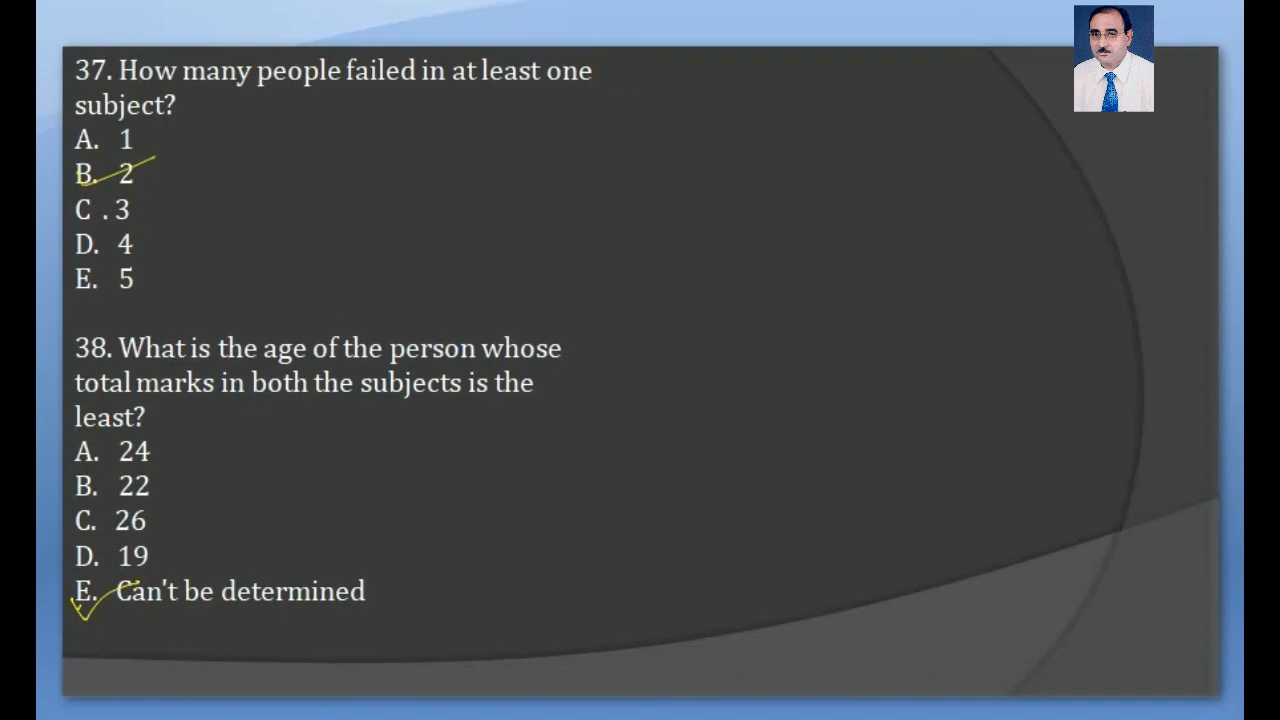 37. How many people failed in at least one
subject?
A. 1
B. 2
C . 3
D. 4
E. 5
38. What is the age of the person whose
total marks in both the subjects is the
least?
A. 24
B. 22
C. 26
D. 19
E. Can't be determined